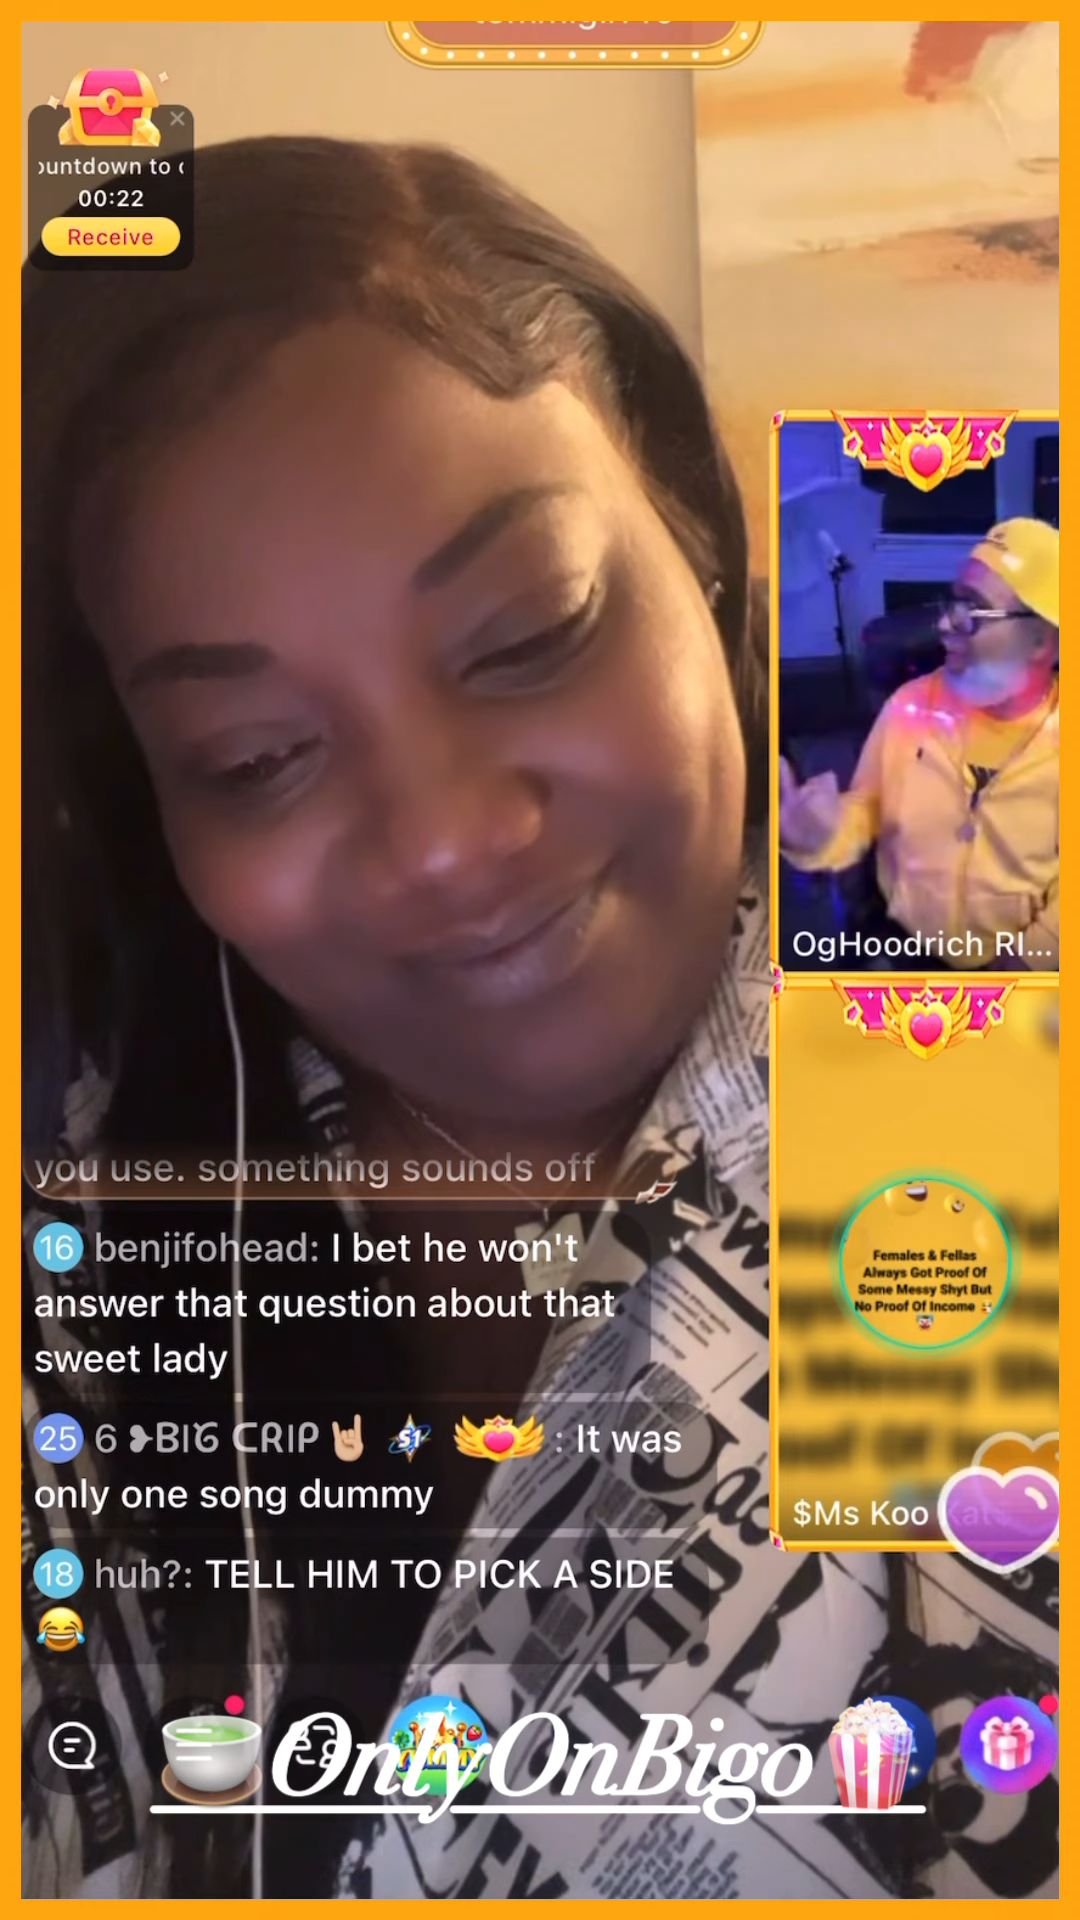 ountdown to
00:22
Receive
OgHoodrich RI...
you use. something sounds off
16 benjifohead: I bet he won't
answer that question about that
sweet lady
Females & Fellas
Always Got Proof Of
Some Messy Shyt But
No Proof Of Income 🤡
25 6 ❥BIG CRIP🤘🏼 S1 : It was
only one song dummy
$Ms Koo Kat
18 huh?: TELL HIM TO PICK A SIDE
😂
🍵 OnlyOnBigo 🍿